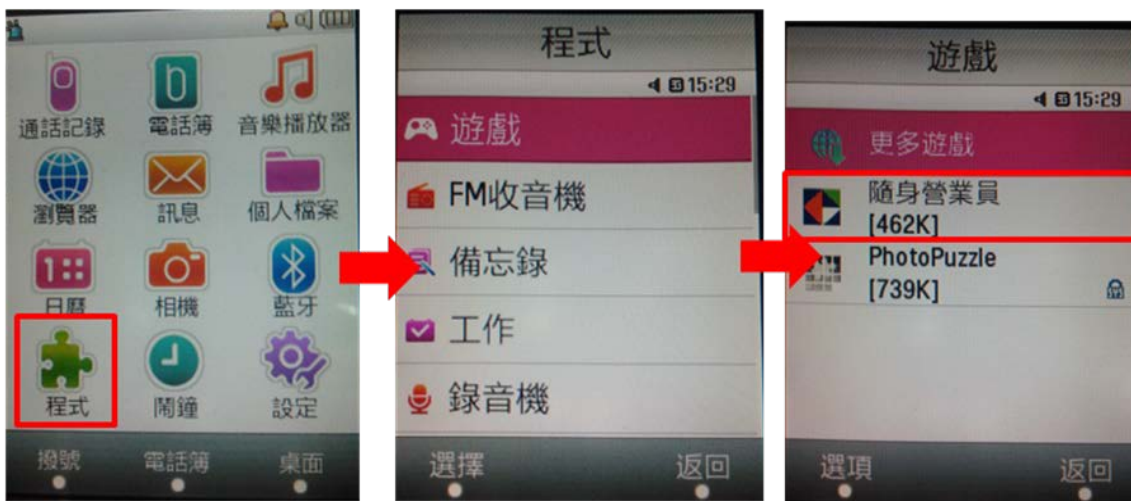 通話記錄
電話簿
音樂播放器
瀏覽器
訊息
個人檔案
日曆
相機
藍牙
程式
鬧鐘
設定
撥號
電話簿
桌面
程式
15:29
遊戲
FM收音機
備忘錄
工作
錄音機
選擇
返回
遊戲
15:29
更多遊戲
隨身營業員
[462K]
PhotoPuzzle
[739K]
選項
返回